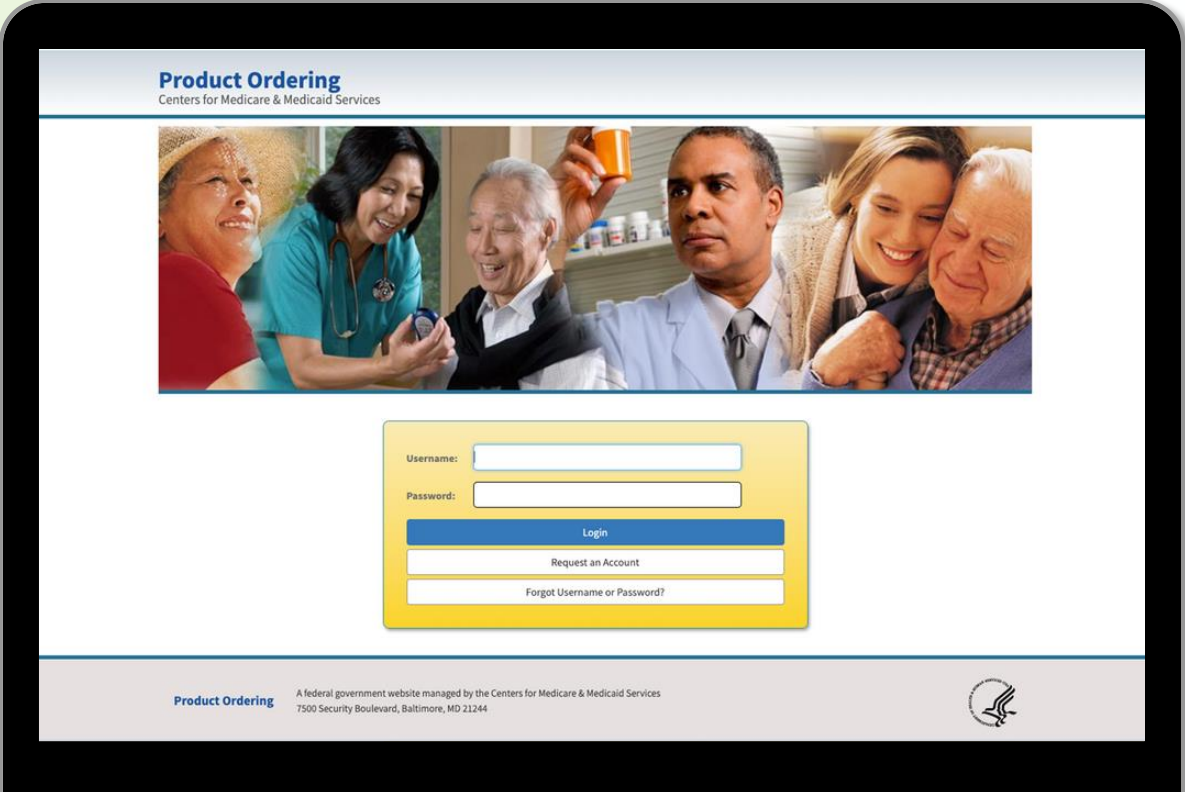 Product Ordering
Centers for Medicare & Medicaid Services
Username:
Password:
Login
Request an Account
Forgot Username or Password?
Product Ordering
A federal government website managed by the Centers for Medicare & Medicaid Services
7500 Security Boulevard, Baltimore, MD 21244